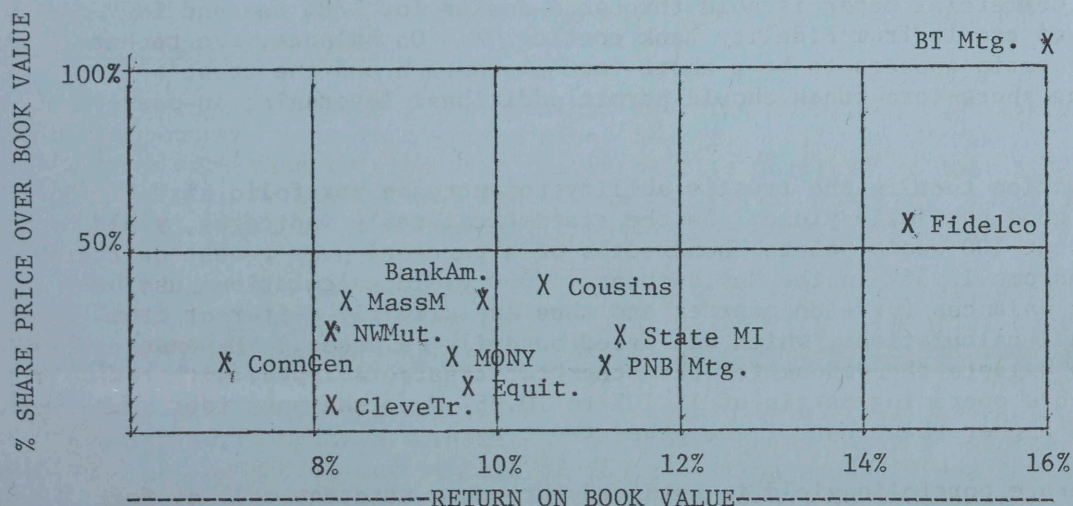 % SHARE PRICE OVER BOOK VALUE
BT Mtg. X
100%
X Fidelco
50%
BankAm.
X MassM X
X Cousins
X NWMut.
X State MI
X ConnGen
X MONY
X PNB Mtg.
X Equit.
X CleveTr.
8% 10% 12% 14% 16%
RETURN ON BOOK VALUE